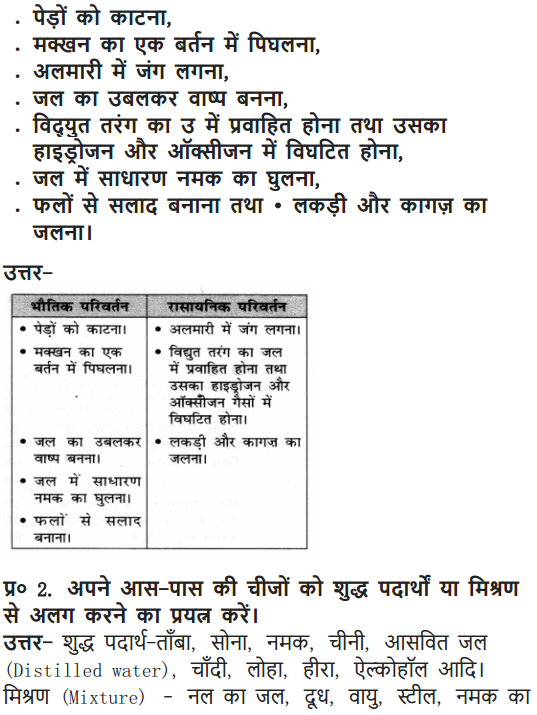 . पेड़ों को काटना,
. मक्खन का एक बर्तन में पिघलना,
. अलमारी में जंग लगना,
. जल का उबलकर वाष्प बनना,
. विद्युत तरंग का उ में प्रवाहित होना तथा उसका
हाइड्रोजन और ऑक्सीजन में विघटित होना,
. जल में साधारण नमक का घुलना,
. फलों से सलाद बनाना तथा • लकड़ी और कागज़ का
जलना।
उत्तर-
भौतिक परिवर्तन
• पेड़ों को काटना।
• मक्खन का एक
बर्तन में पिघलना।
• जल का उबलकर
वाष्प बनना।
• जल में साधारण
नमक का घुलना।
• फलों से सलाद
बनाना।
रासायनिक परिवर्तन
• अलमारी में जंग लगना।
• विद्युत तरंग का जल
में प्रवाहित होना तथा
उसका हाइड्रोजन और
ऑक्सीजन गैसों में
विघटित होना।
• लकड़ी और कागज़ का
जलना।
प्र० 2. अपने आस-पास की चीजों को शुद्ध पदार्थों या मिश्रण
से अलग करने का प्रयत्न करें।
उत्तर- शुद्ध पदार्थ-ताँबा, सोना, नमक, चीनी, आसवित जल
(Distilled water), चाँदी, लोहा, हीरा, ऐल्कोहॉल आदि।
मिश्रण (Mixture) - नल का जल, दूध, वायु, स्टील, नमक का